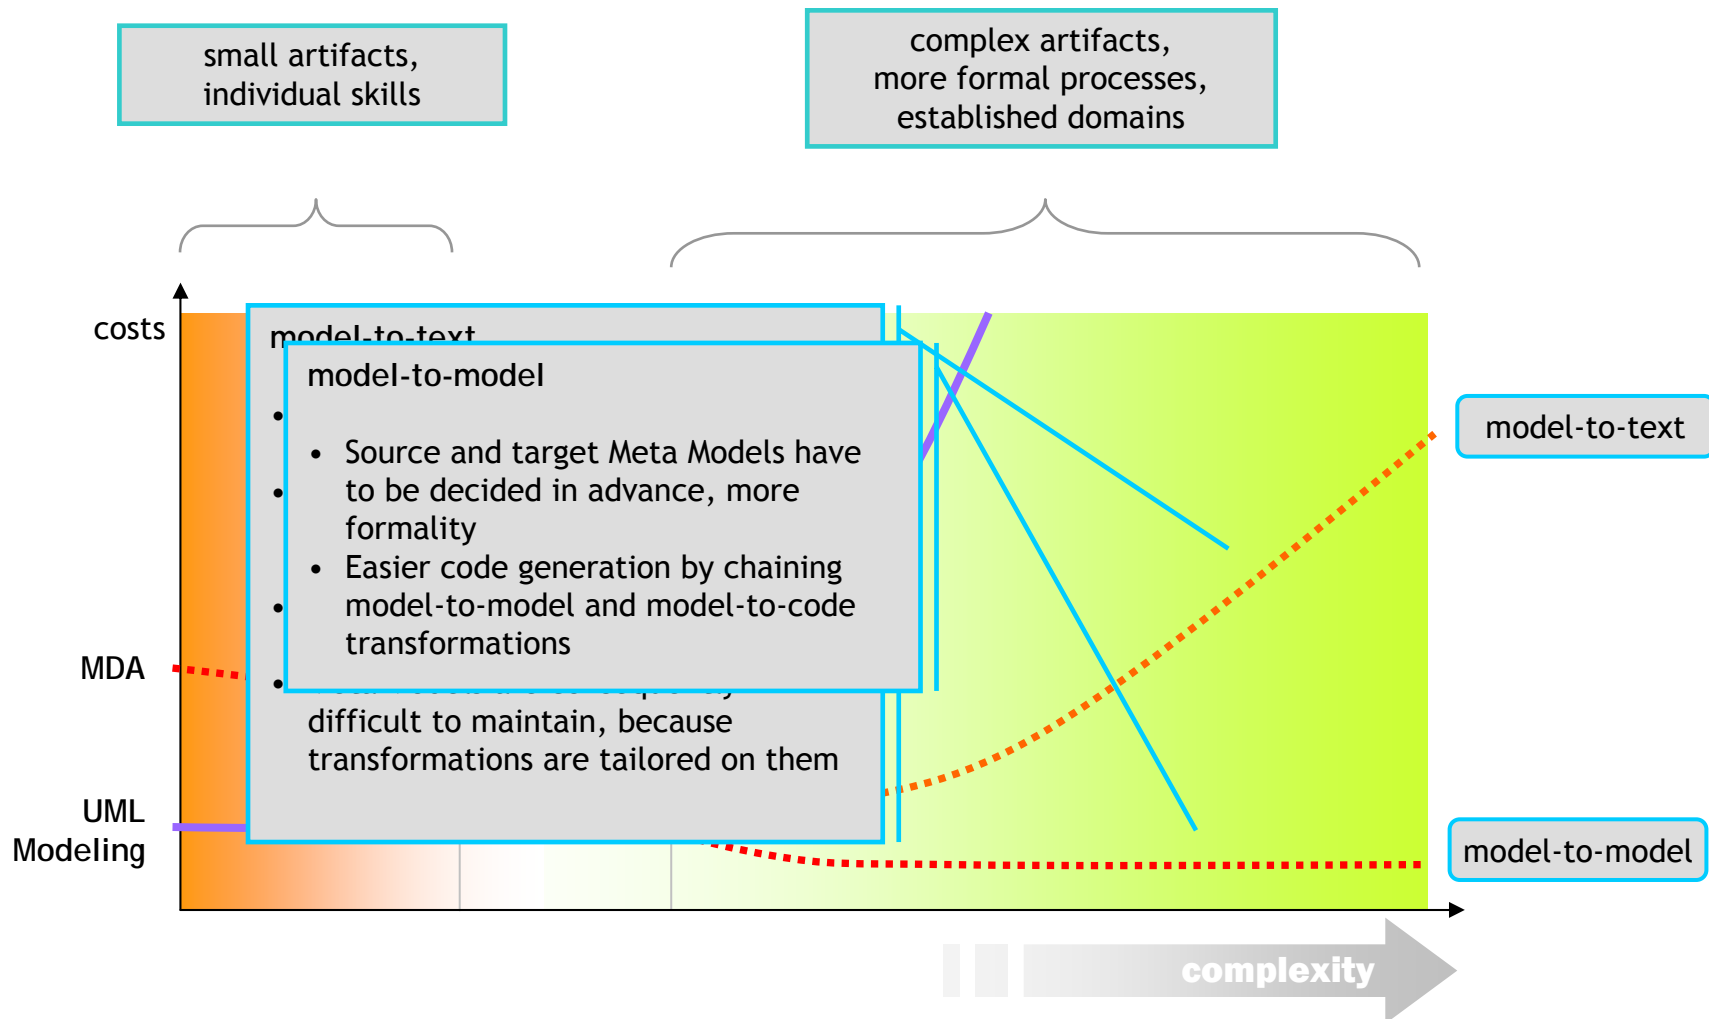 small artifacts,
individual skills
complex artifacts,
more formal processes,
established domains
costs
model-to-text
model-to-model
• Source and target Meta Models have
to be decided in advance, more
formality
• Easier code generation by chaining
model-to-model and model-to-code
transformations
difficult to maintain, because
transformations are tailored on them
MDA
UML
Modeling
model-to-text
model-to-model
complexity